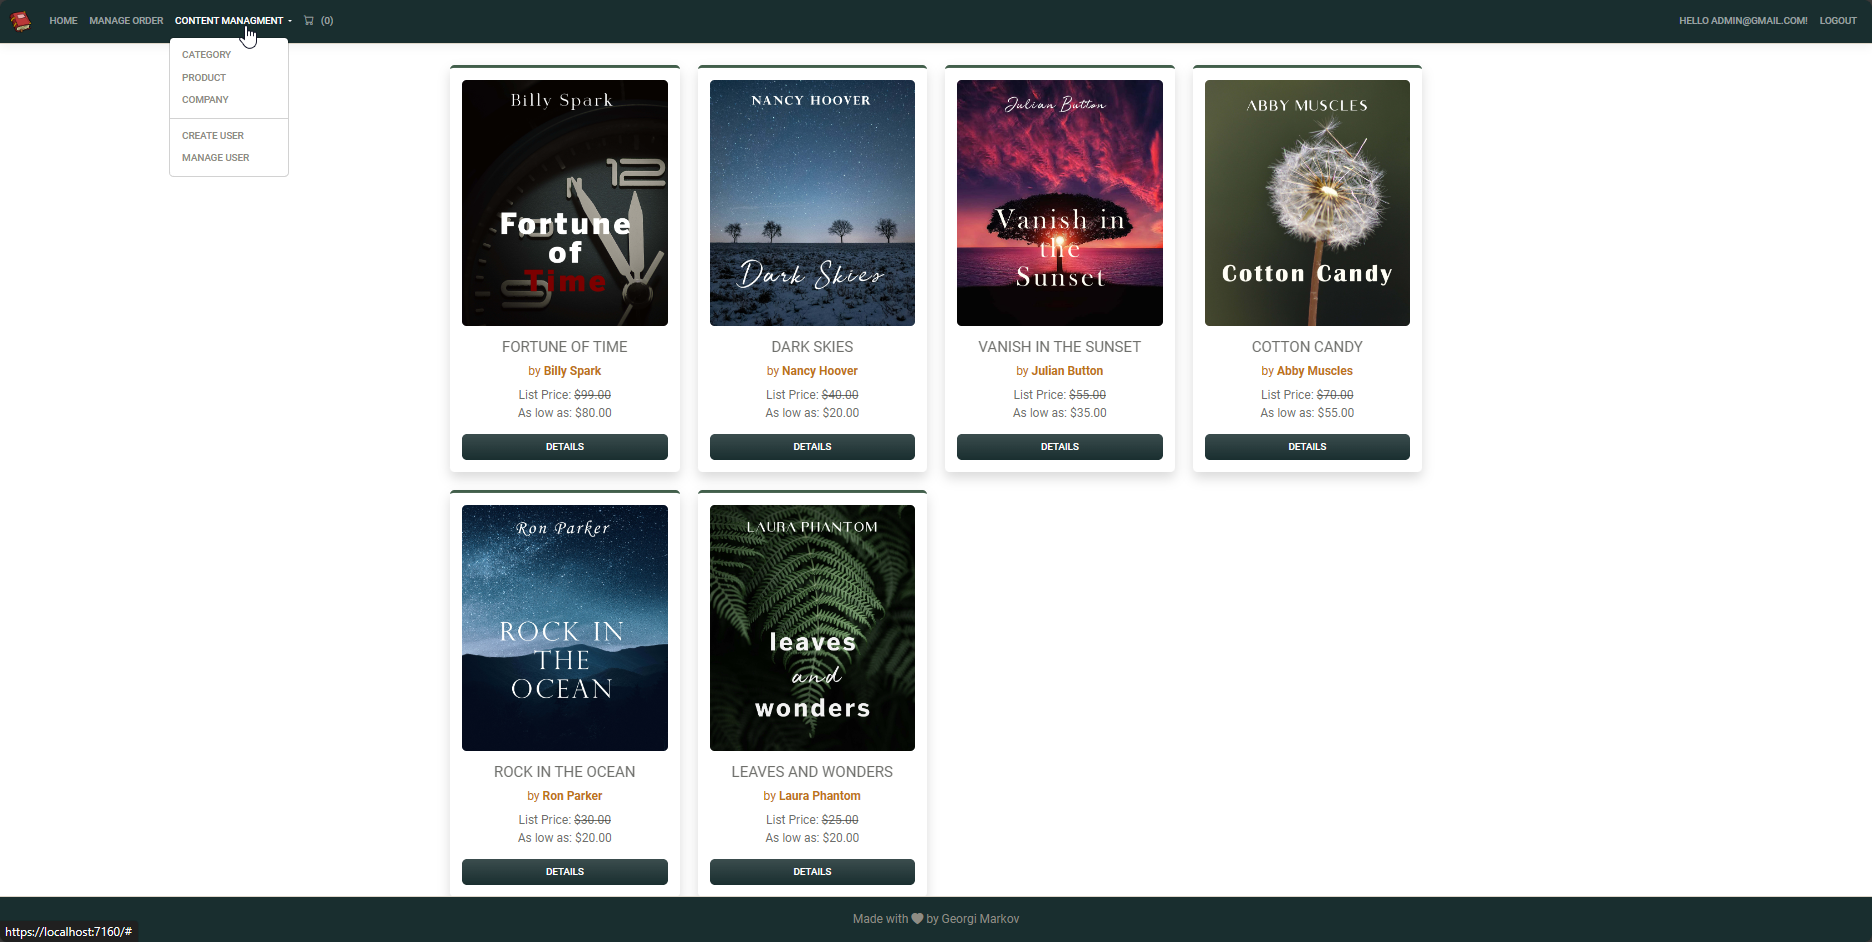 HOME MANAGE ORDER CONTENT MANAGMENT (0) HELLO ADMIN@GMAIL.COM! LOGOUT
CATEGORY
PRODUCT
COMPANY
CREATE USER
MANAGE USER
Billy Spark
12
9
Fortune
of
Time
FORTUNE OF TIME
by Billy Spark
List Price: $99.00
As low as: $80.00
DETAILS
NANCY HOOVER
Dark Skies
DARK SKIES
by Nancy Hoover
List Price: $40.00
As low as: $20.00
DETAILS
Julian Button
Vanish in
the
Sunset
VANISH IN THE SUNSET
by Julian Button
List Price: $55.00
As low as: $35.00
DETAILS
ABBY MUSCLES
Cotton Candy
COTTON CANDY
by Abby Muscles
List Price: $70.00
As low as: $55.00
DETAILS
Ron Parker
ROCK IN
THE
OCEAN
ROCK IN THE OCEAN
by Ron Parker
List Price: $30.00
As low as: $20.00
DETAILS
LAURA PHANTOM
leaves
and
wonders
LEAVES AND WONDERS
by Laura Phantom
List Price: $25.00
As low as: $20.00
DETAILS
Made with by Georgi Markov
https://localhost:7160/#